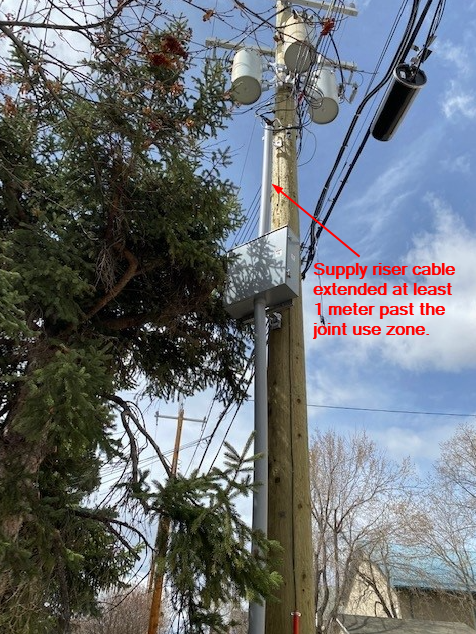 Supply riser cable
extended at least
1 meter past the
joint use zone.